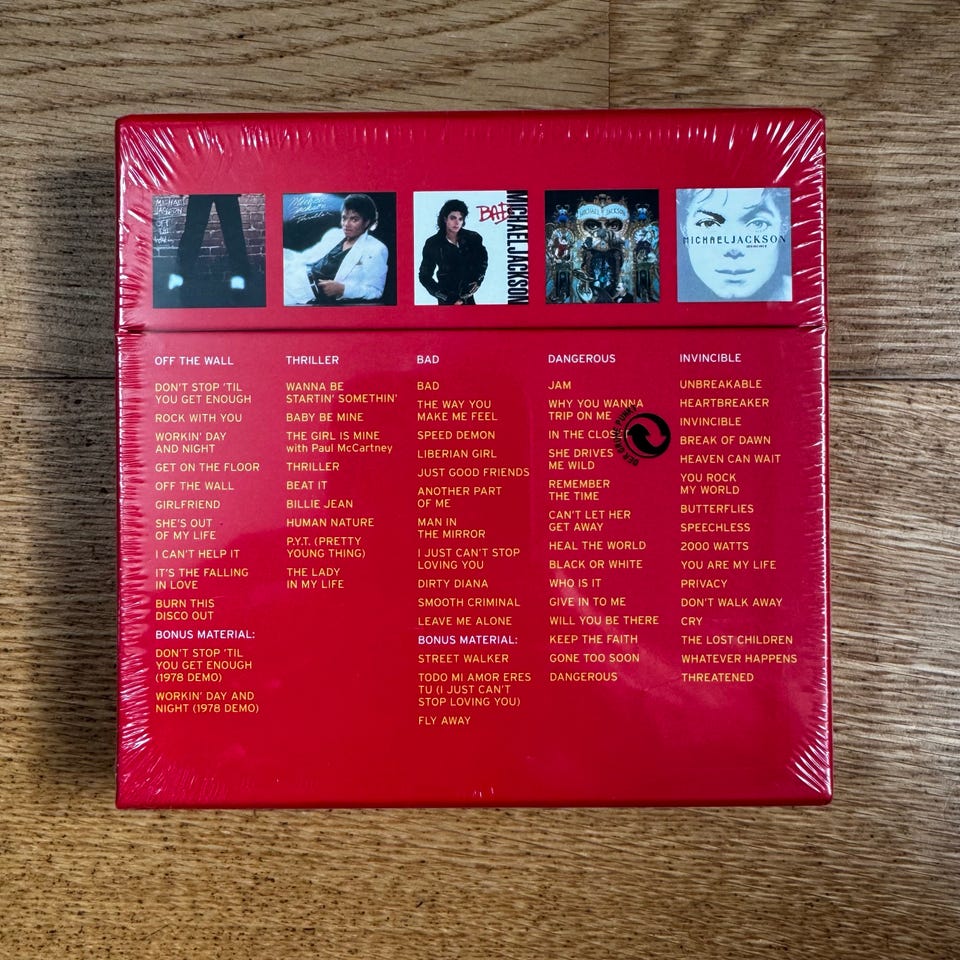 MICHAEL
JACKSON
OFF
THE
WALL
Michael
Jackson
Thriller
BAD
MICHAEL JACKSON
MICHAEL JACKSON
MICHAELJACKSON
INVINCIBLE
OFF THE WALL
DON'T STOP 'TIL
YOU GET ENOUGH
ROCK WITH YOU
WORKIN' DAY
AND NIGHT
GET ON THE FLOOR
OFF THE WALL
GIRLFRIEND
SHE'S OUT
OF MY LIFE
I CAN'T HELP IT
IT'S THE FALLING
IN LOVE
BURN THIS
DISCO OUT
BONUS MATERIAL:
DON'T STOP 'TIL
YOU GET ENOUGH
(1978 DEMO)
WORKIN' DAY AND
NIGHT (1978 DEMO)
THRILLER
WANNA BE
STARTIN' SOMETHIN'
BABY BE MINE
THE GIRL IS MINE
with Paul McCartney
THRILLER
BEAT IT
BILLIE JEAN
HUMAN NATURE
P.Y.T. (PRETTY
YOUNG THING)
THE LADY
IN MY LIFE
BAD
BAD
THE WAY YOU
MAKE ME FEEL
SPEED DEMON
LIBERIAN GIRL
JUST GOOD FRIENDS
ANOTHER PART
OF ME
MAN IN
THE MIRROR
I JUST CAN'T STOP
LOVING YOU
DIRTY DIANA
SMOOTH CRIMINAL
LEAVE ME ALONE
BONUS MATERIAL:
STREET WALKER
TODO MI AMOR ERES
TU (I JUST CAN'T
STOP LOVING YOU)
FLY AWAY
DANGEROUS
JAM
WHY YOU WANNA
TRIP ON ME
IN THE CLOSET
SHE DRIVES
ME WILD
REMEMBER
THE TIME
CAN'T LET HER
GET AWAY
HEAL THE WORLD
BLACK OR WHITE
WHO IS IT
GIVE IN TO ME
WILL YOU BE THERE
KEEP THE FAITH
GONE TOO SOON
DANGEROUS
DER GRÜNE PUNKT
INVINCIBLE
UNBREAKABLE
HEARTBREAKER
INVINCIBLE
BREAK OF DAWN
HEAVEN CAN WAIT
YOU ROCK
MY WORLD
BUTTERFLIES
SPEECHLESS
2000 WATTS
YOU ARE MY LIFE
PRIVACY
DON'T WALK AWAY
CRY
THE LOST CHILDREN
WHATEVER HAPPENS
THREATENED